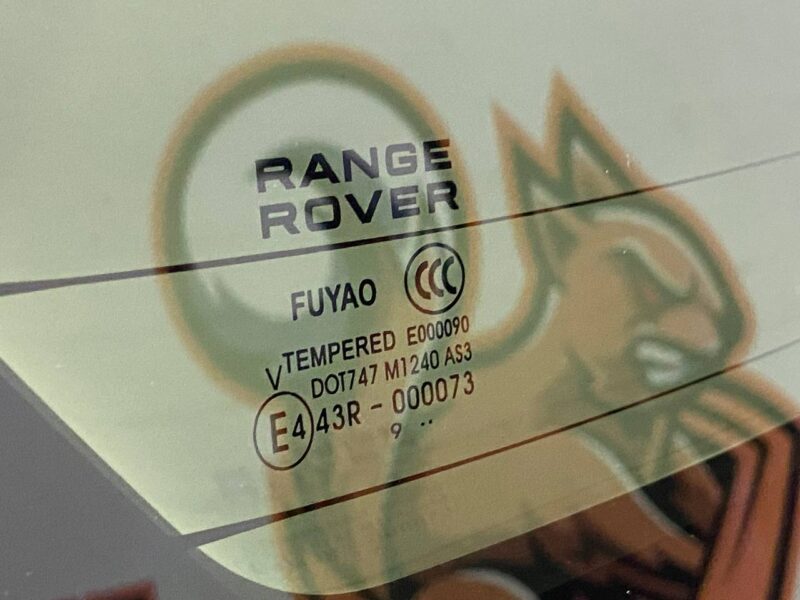 RANGE
ROVER
FUYAO CCC
TEMPERED E000090
V DOT747 M1240 AS3
E4 43R - 000073
9 ..